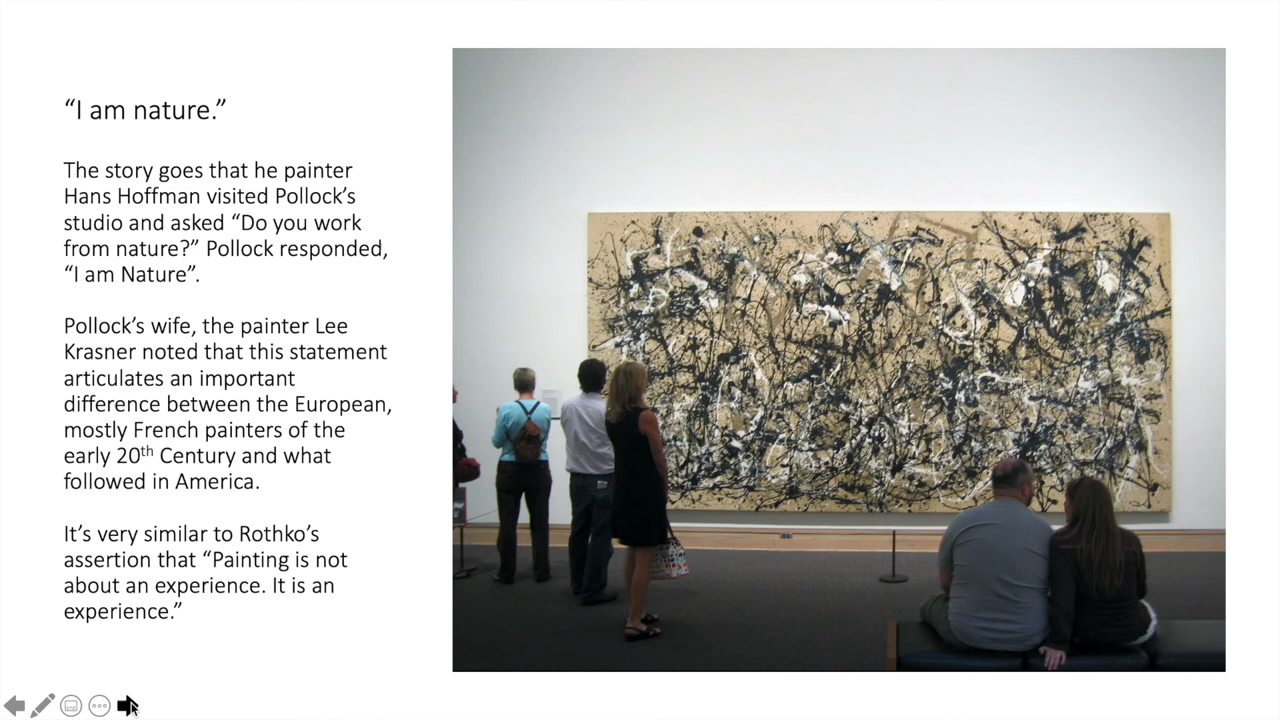 “I am nature.”
The story goes that he painter
Hans Hoffman visited Pollock’s
studio and asked “Do you work
from nature?” Pollock responded,
“I am Nature”.
Pollock’s wife, the painter Lee
Krasner noted that this statement
articulates an important
difference between the European,
mostly French painters of the
early 20th Century and what
followed in America.
It’s very similar to Rothko’s
assertion that “Painting is not
about an experience. It is an
experience.”